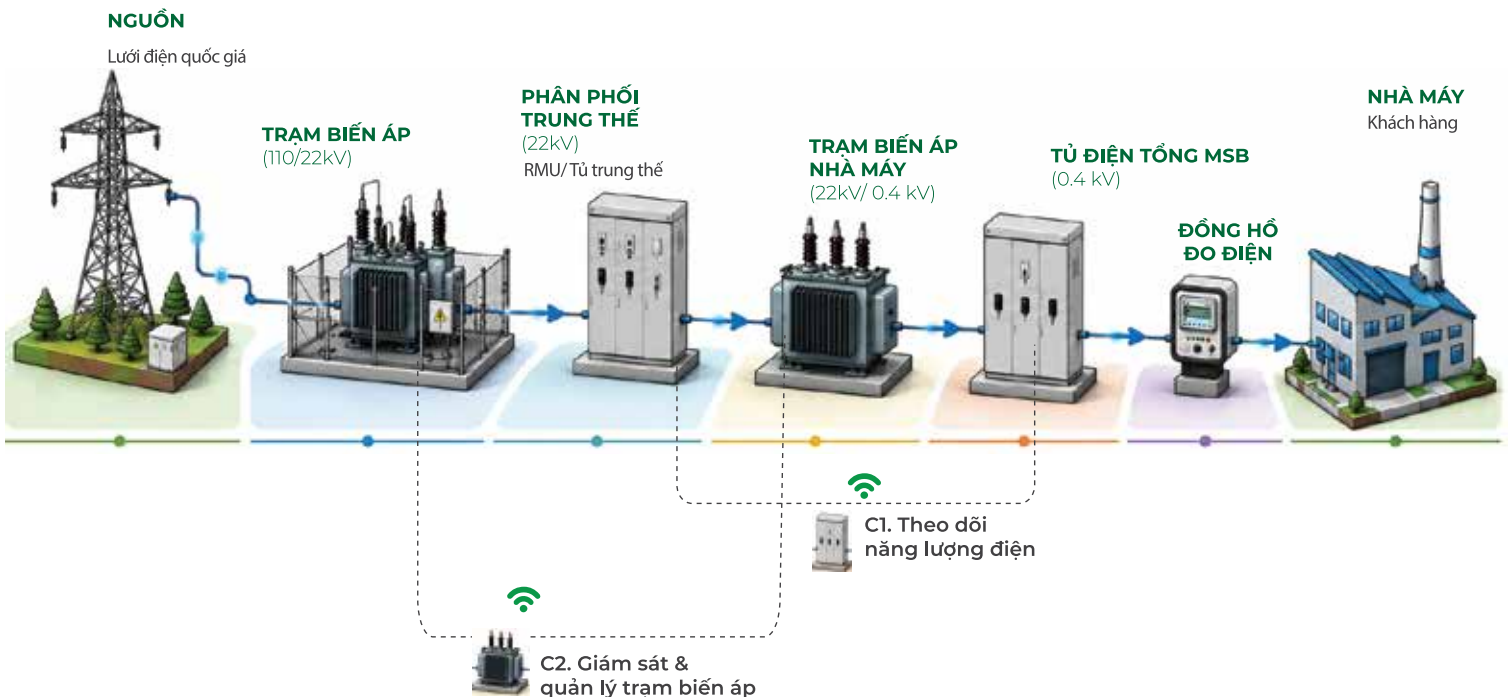 NGUỒN
Lưới điện quốc giá
TRẠM BIẾN ÁP
(110/22kV)
PHÂN PHỐI
TRUNG THẾ
(22kV)
RMU/ Tủ trung thế
TRẠM BIẾN ÁP
NHÀ MÁY
(22kV/ 0.4 kV)
TỦ ĐIỆN TỔNG MSB
(0.4 kV)
ĐỒNG HỒ
ĐO ĐIỆN
NHÀ MÁY
Khách hàng
C1. Theo dõi
năng lượng điện
C2. Giám sát &
quản lý trạm biến áp